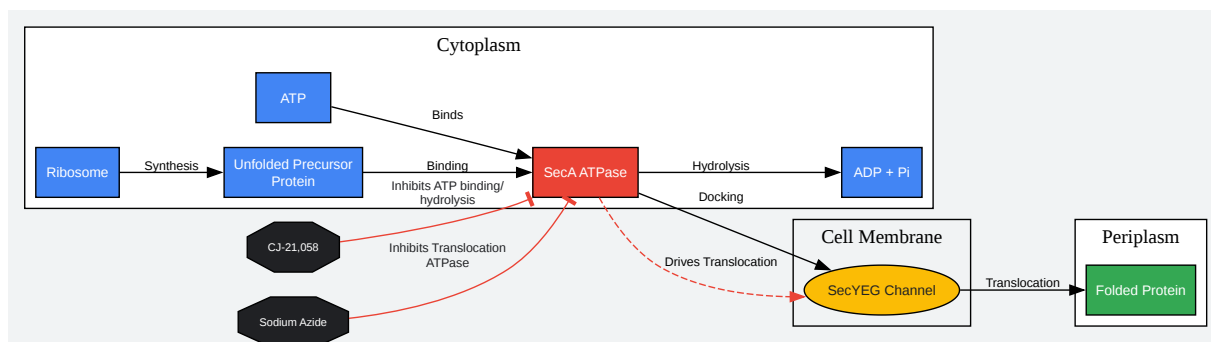 Cytoplasm
ATP
Binds
Ribosome
Synthesis
Unfolded Precursor
Protein
Binding
SecA ATPase
Hydrolysis
ADP + Pi
Inhibits ATP binding/
hydrolysis
Docking
CJ-21,058
Inhibits Translocation
ATPase
Drives Translocation
Sodium Azide
Cell Membrane
SecYEG Channel
Translocation
Periplasm
Folded Protein